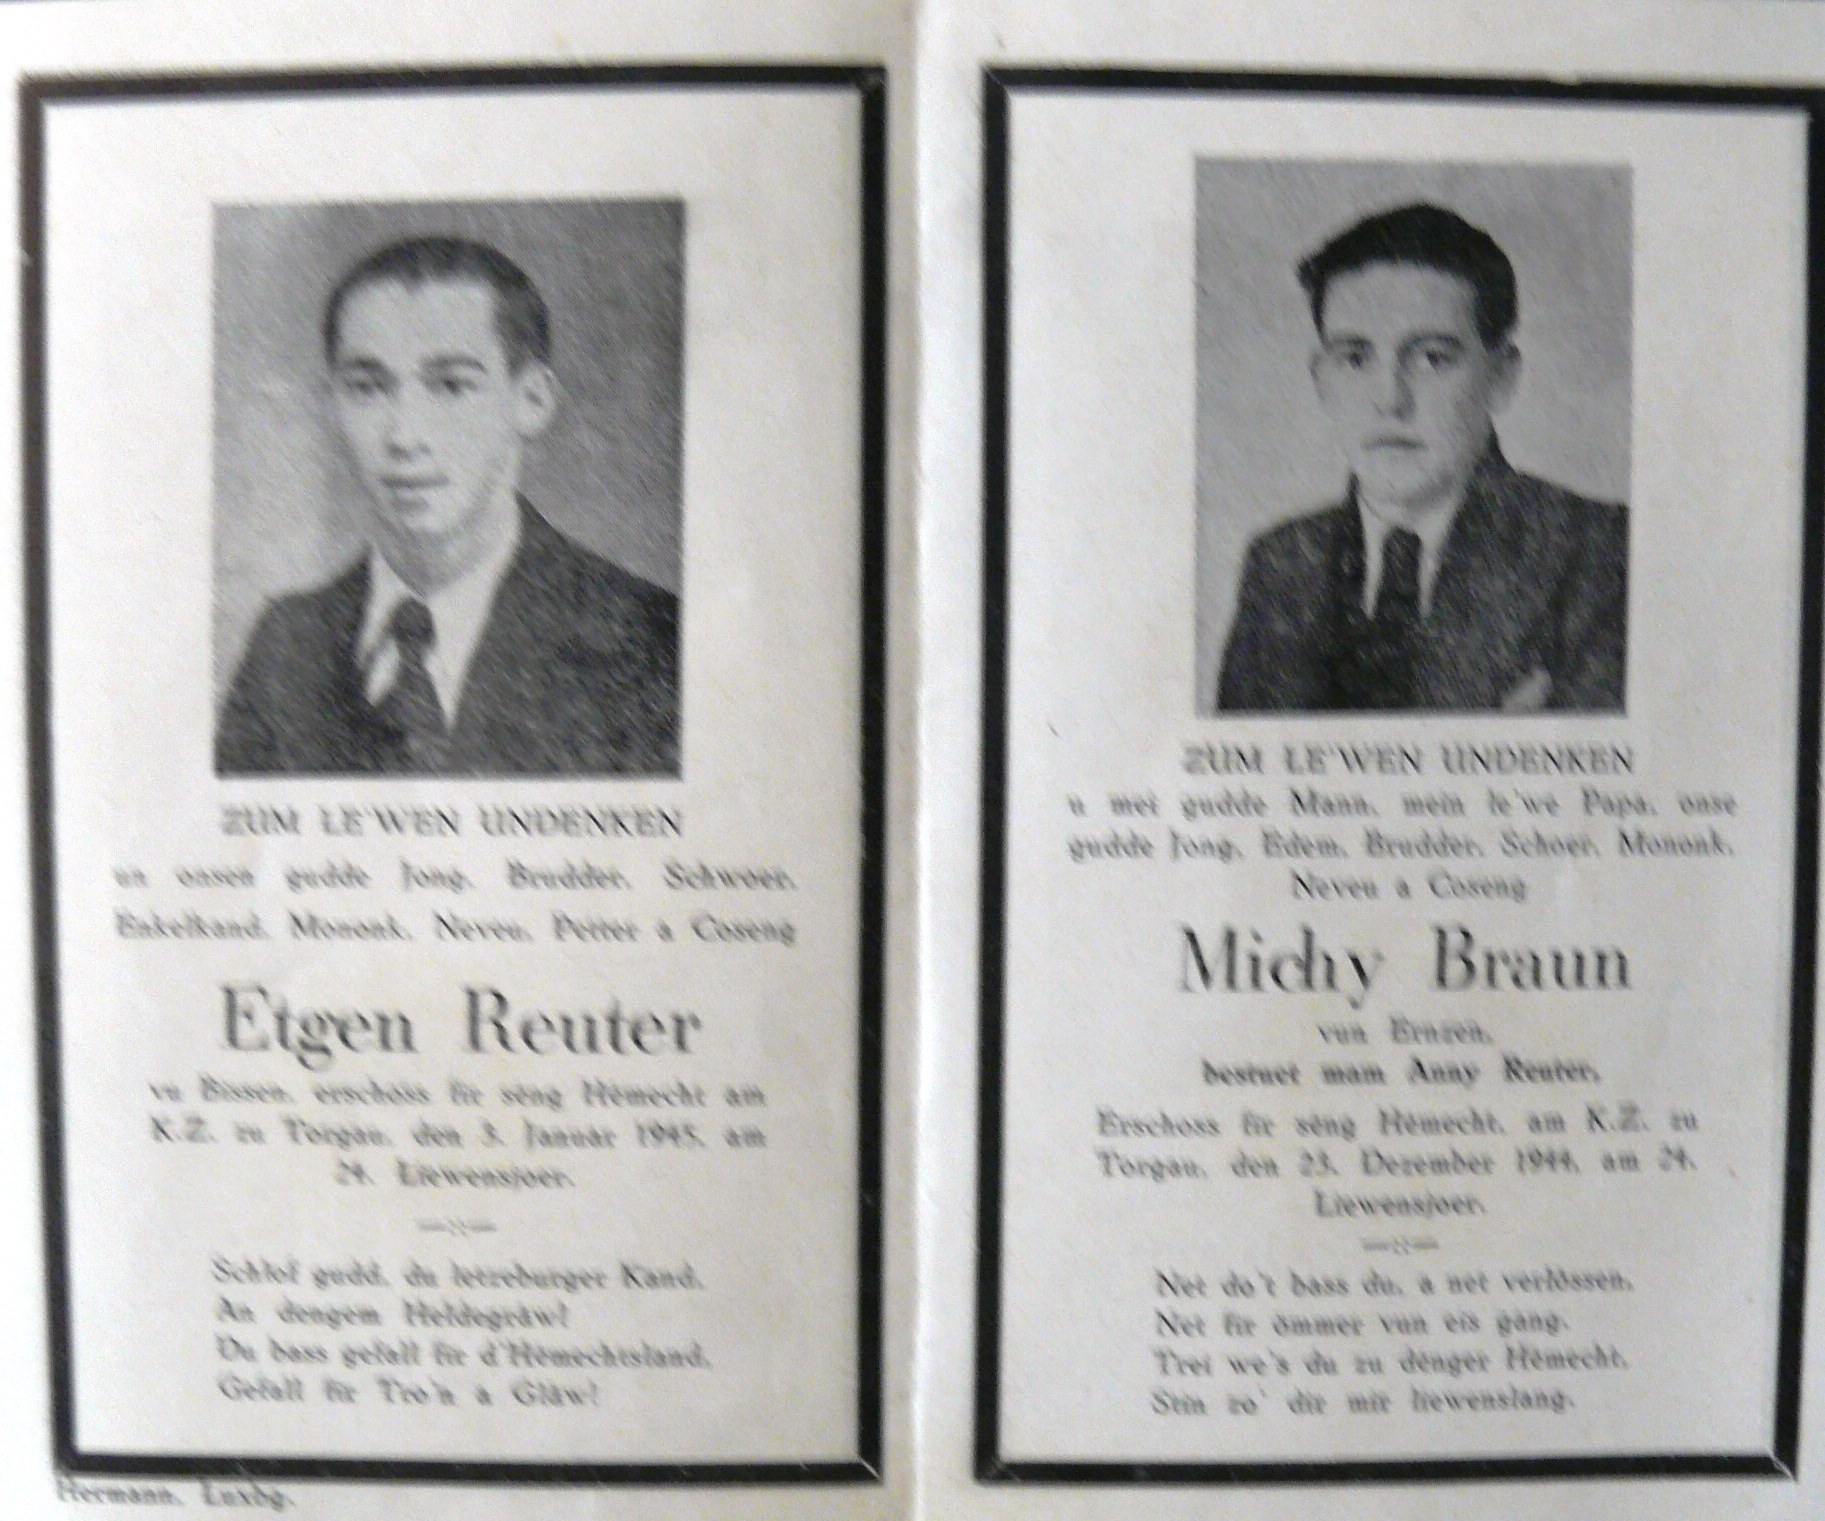 ZUM LE'WEN UNDENKEN
un onsen gudde Jong, Brudder, Schwoer,
Enkelkand, Mononk, Neveu, Petter a Coseng
Etgen Reuter
vu Bissen, erschoss fir séng Hémecht am
K.Z. zu Torgau, den 3. Januar 1945, am
24. Liewensjoer.
Schlof gudd, du letzeburger Kand,
An dengem Heldegräw!
Du bass gefall fir d'Hémechtsland,
Gefall fir Tro'n a Gläw!
Hermann, Luxbg.
ZUM LE'WEN UNDENKEN
u mei gudde Mann, mein le'we Papa, onse
gudde Jong, Edem, Brudder, Schoer, Mononk,
Neveu a Coseng
Michy Braun
vun Ernzen,
bestuet mam Anny Reuter,
Erschoss fir séng Hémecht, am K.Z. zu
Torgau, den 23. Dezember 1944, am 24.
Liewensjoer.
Net do't bass du, a net verlössen,
Net fir ömmer vun eis gang,
Trei we's du zu dénger Hémecht,
Stin zo' dir mir liewenslang.